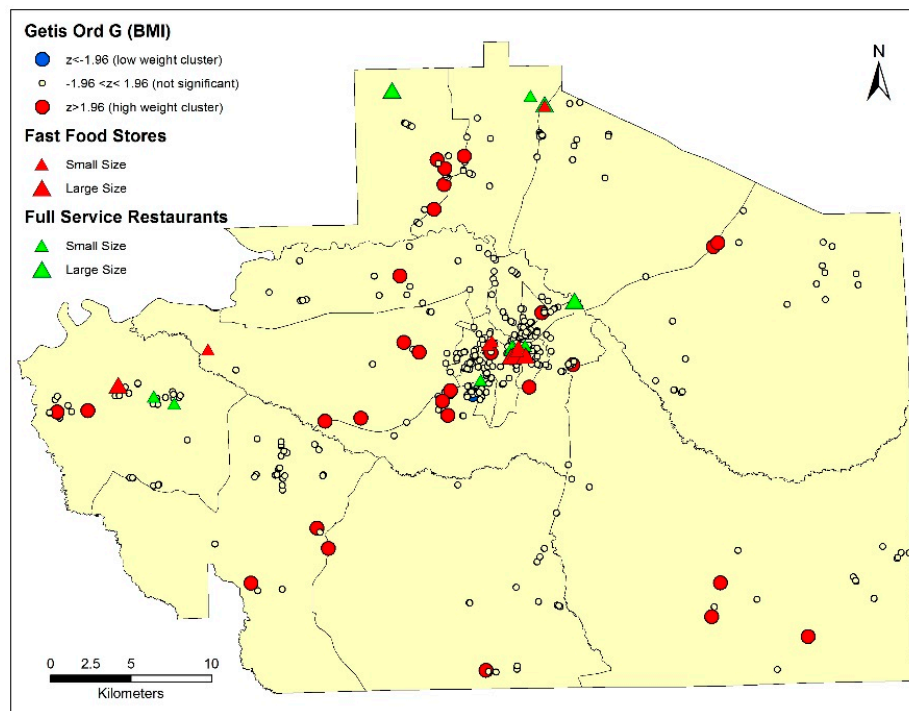 Getis Ord G (BMI)
z<-1.96 (low weight cluster)
-1.96 <z< 1.96 (not significant)
z>1.96 (high weight cluster)
Fast Food Stores
Small Size
Large Size
Full Service Restaurants
Small Size
Large Size
N
0 2.5 5 10
Kilometers